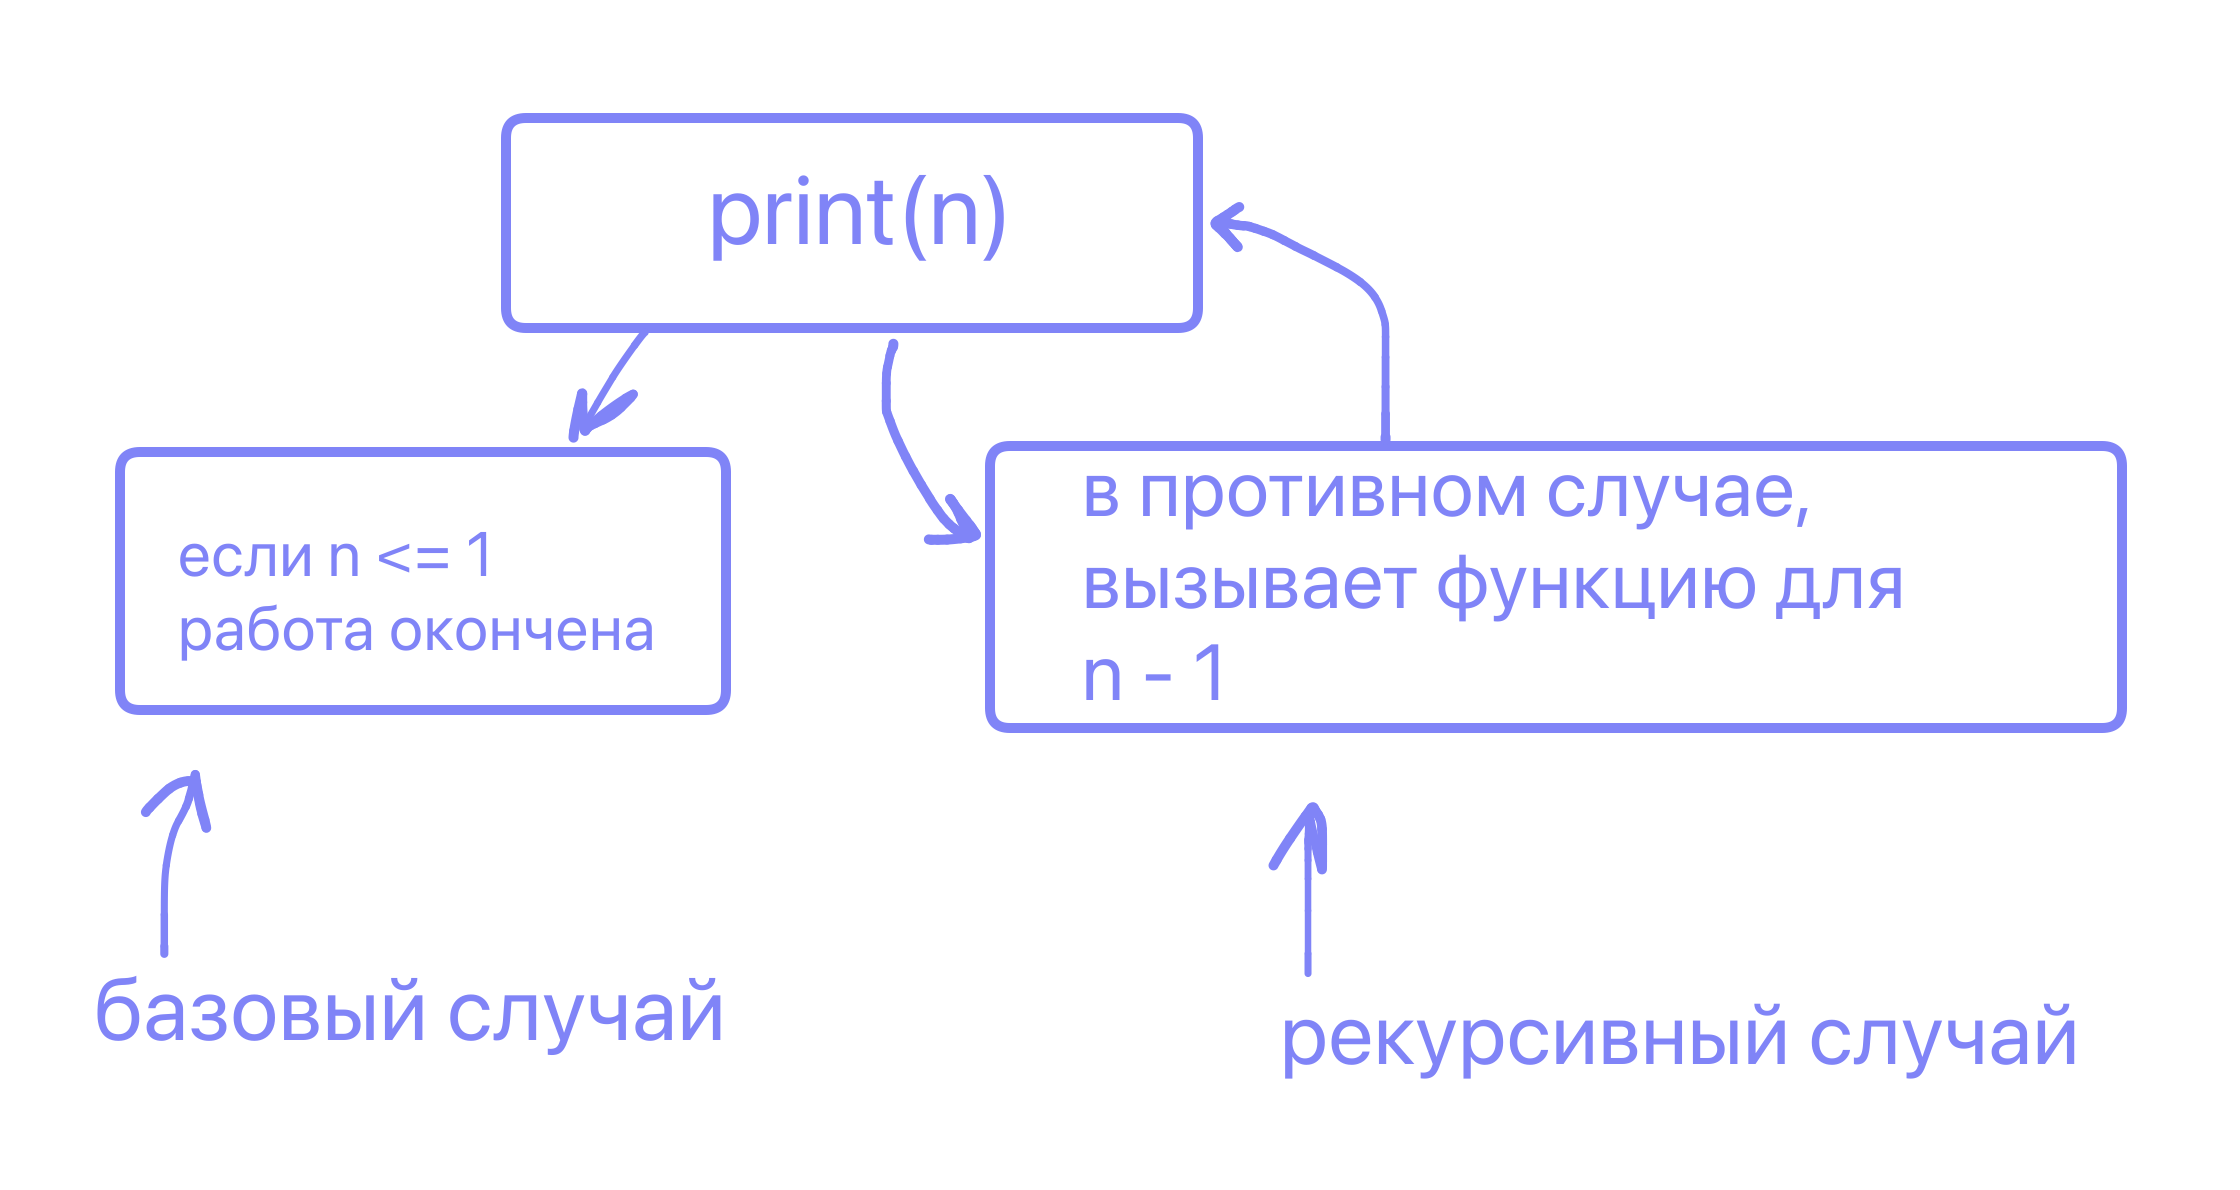 print(n)
если n <= 1
работа окончена
в противном случае,
вызывает функцию для
n - 1
базовый случай
рекурсивный случай